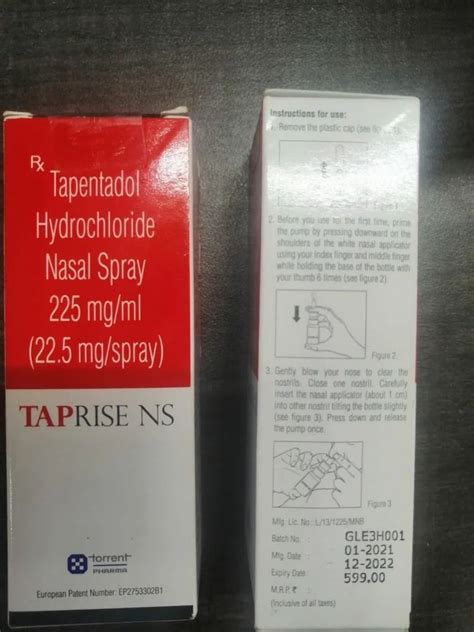 Rx
Tapentadol
Hydrochloride
Nasal Spray
225 mg/ml
(22.5 mg/spray)
TAPRISE NS
torrent
PHARMA
European Patent Number: EP2753302B1
Instructions for use:
1. Remove the plastic cap (see figure
Figure 1
2. Before you use for the first time, prime
the pump by pressing downward on the
shoulders of the white nasal applicator
using your index finger and middle finger
while holding the base of the bottle with
your thumb 6 times (see figure 2)
Figure 2
3. Gently blow your nose to clear the
nostrils. Close one nostril. Carefully
insert the nasal applicator (about 1 cm)
into other nostril tilting the bottle slightly
(see figure 3). Press down and release
the pump once.
Figure 3
Mfg. Lic. No.: L/13/1225/MNB
Batch No. : GLE3H001
Mfg. Date : 01-2021
Expiry Date: 12-2022
M.R.P. ₹ : 599.00
(Inclusive of all taxes)